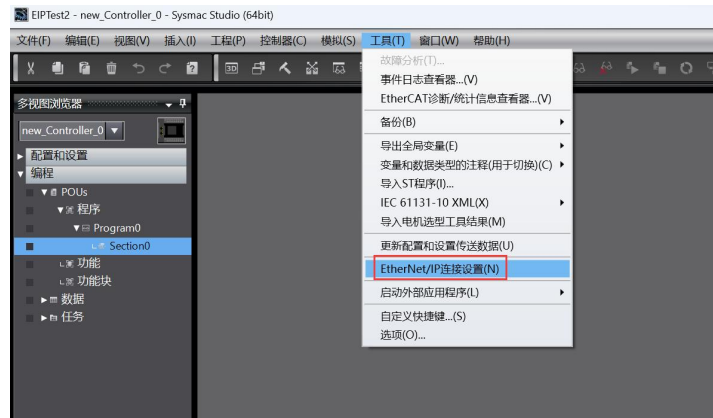 EIPTest2 - new_Controller_0 - Sysmac Studio (64bit)
文件(F) 编辑(E) 视图(V) 插入(I) 工程(P) 控制器(C) 模拟(S) 工具(T) 窗口(W) 帮助(H)
多视图浏览器
new_Controller_0
配置和设置
编程
POUs
程序
Program0
Section0
功能
功能块
数据
任务
故障分析(T)...
事件日志查看器...(V)
EtherCAT诊断/统计信息查看器...(V)
备份(B)
导出全局变量(E)
变量和数据类型的注释(用于切换)(C)
导入ST程序(I)...
IEC 61131-10 XML(X)
导入电机选型工具结果(M)
更新配置和设置传送数据(U)
EtherNet/IP连接设置(N)
启动外部应用程序(L)
自定义快捷键...(S)
选项(O)...